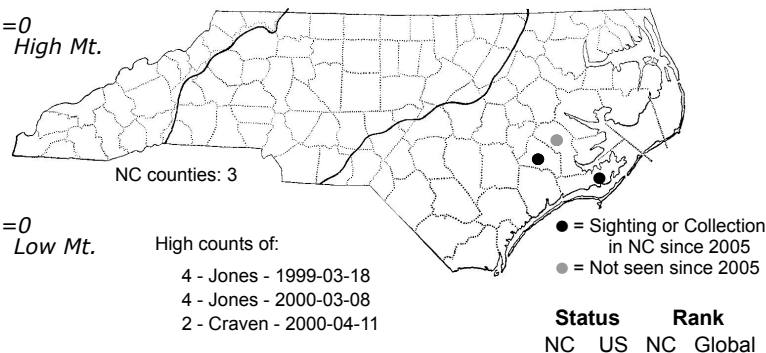 =0
High Mt.
NC counties: 3
=0
Low Mt.
High counts of:
4 - Jones - 1999-03-18
4 - Jones - 2000-03-08
2 - Craven - 2000-04-11
● = Sighting or Collection
in NC since 2005
● = Not seen since 2005
Status Rank
NC US NC Global